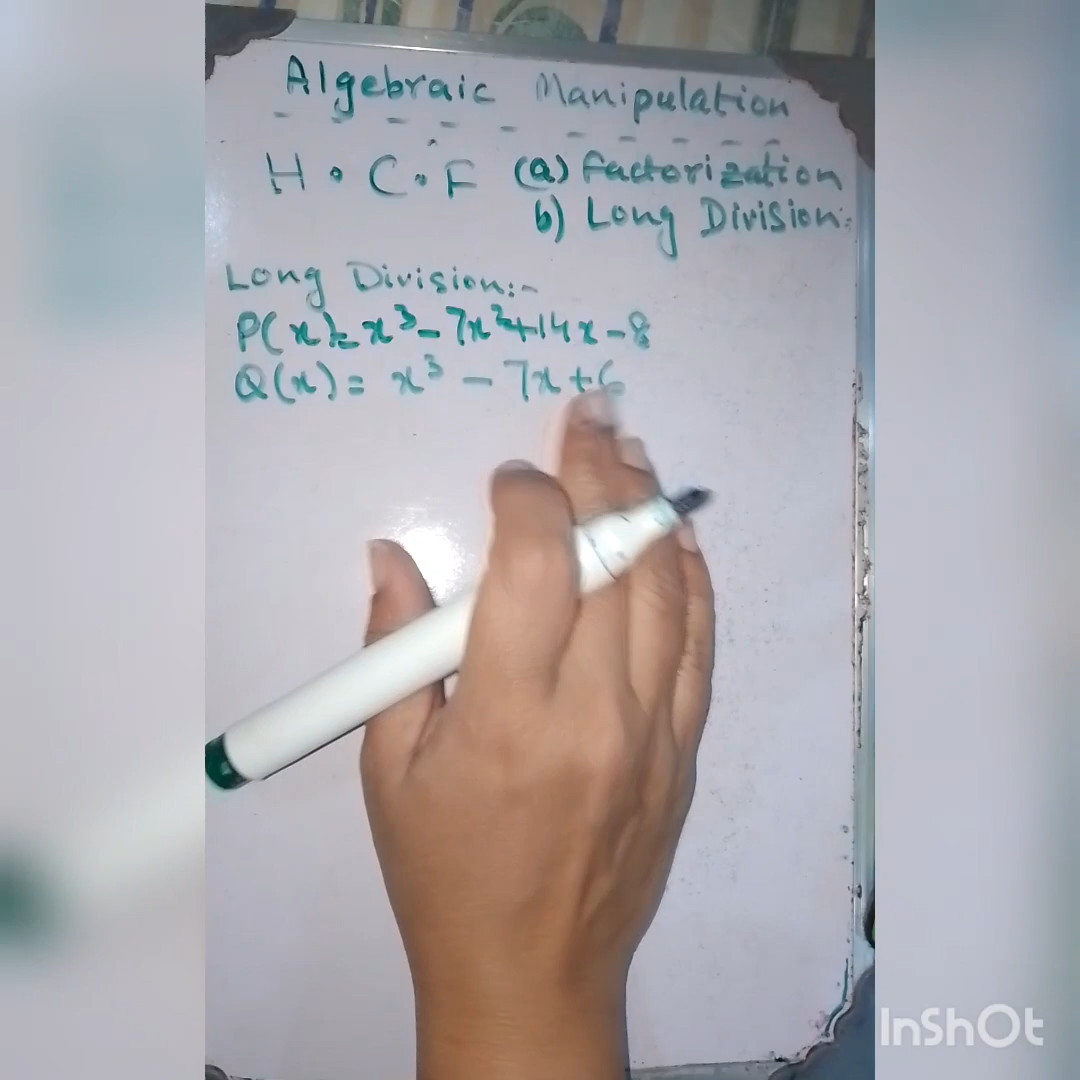 Algebraic Manipulation
H.C.F (a) Factorization
b) Long Division:
Long Division:-
P(x)= x³-7x²+14x-8
Q(x) = x³ - 7x+6
InShOt